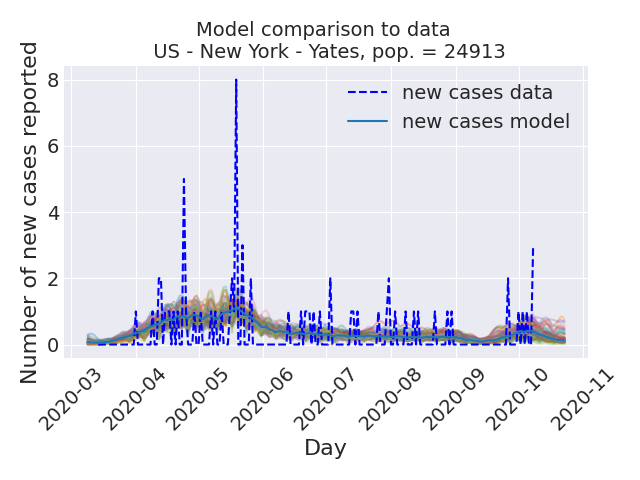 Model comparison to data
US - New York - Yates, pop. = 24913
Number of new cases reported
8
6
4
2
0
new cases data
new cases model
2020-03
2020-04
2020-05
2020-06
2020-07
2020-08
2020-09
2020-10
2020-11
Day